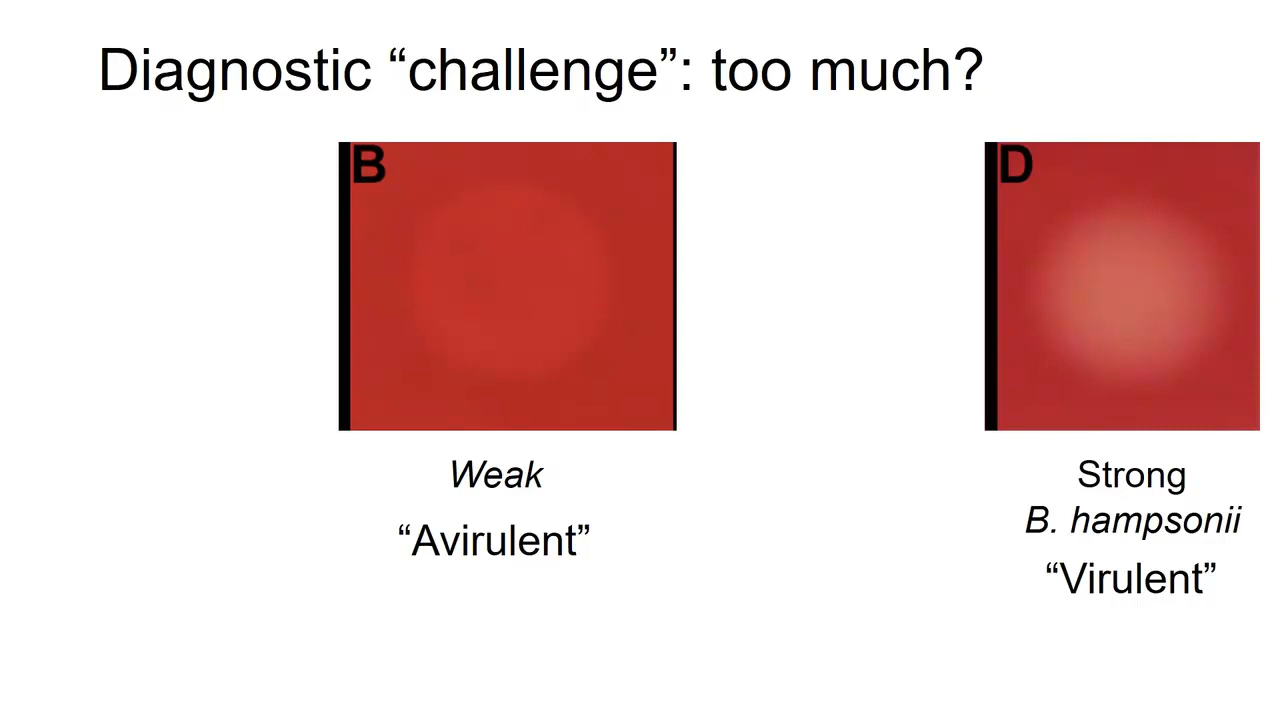 Diagnostic “challenge”: too much?
B
D
Weak
“Avirulent”
Strong
B. hampsonii
“Virulent”